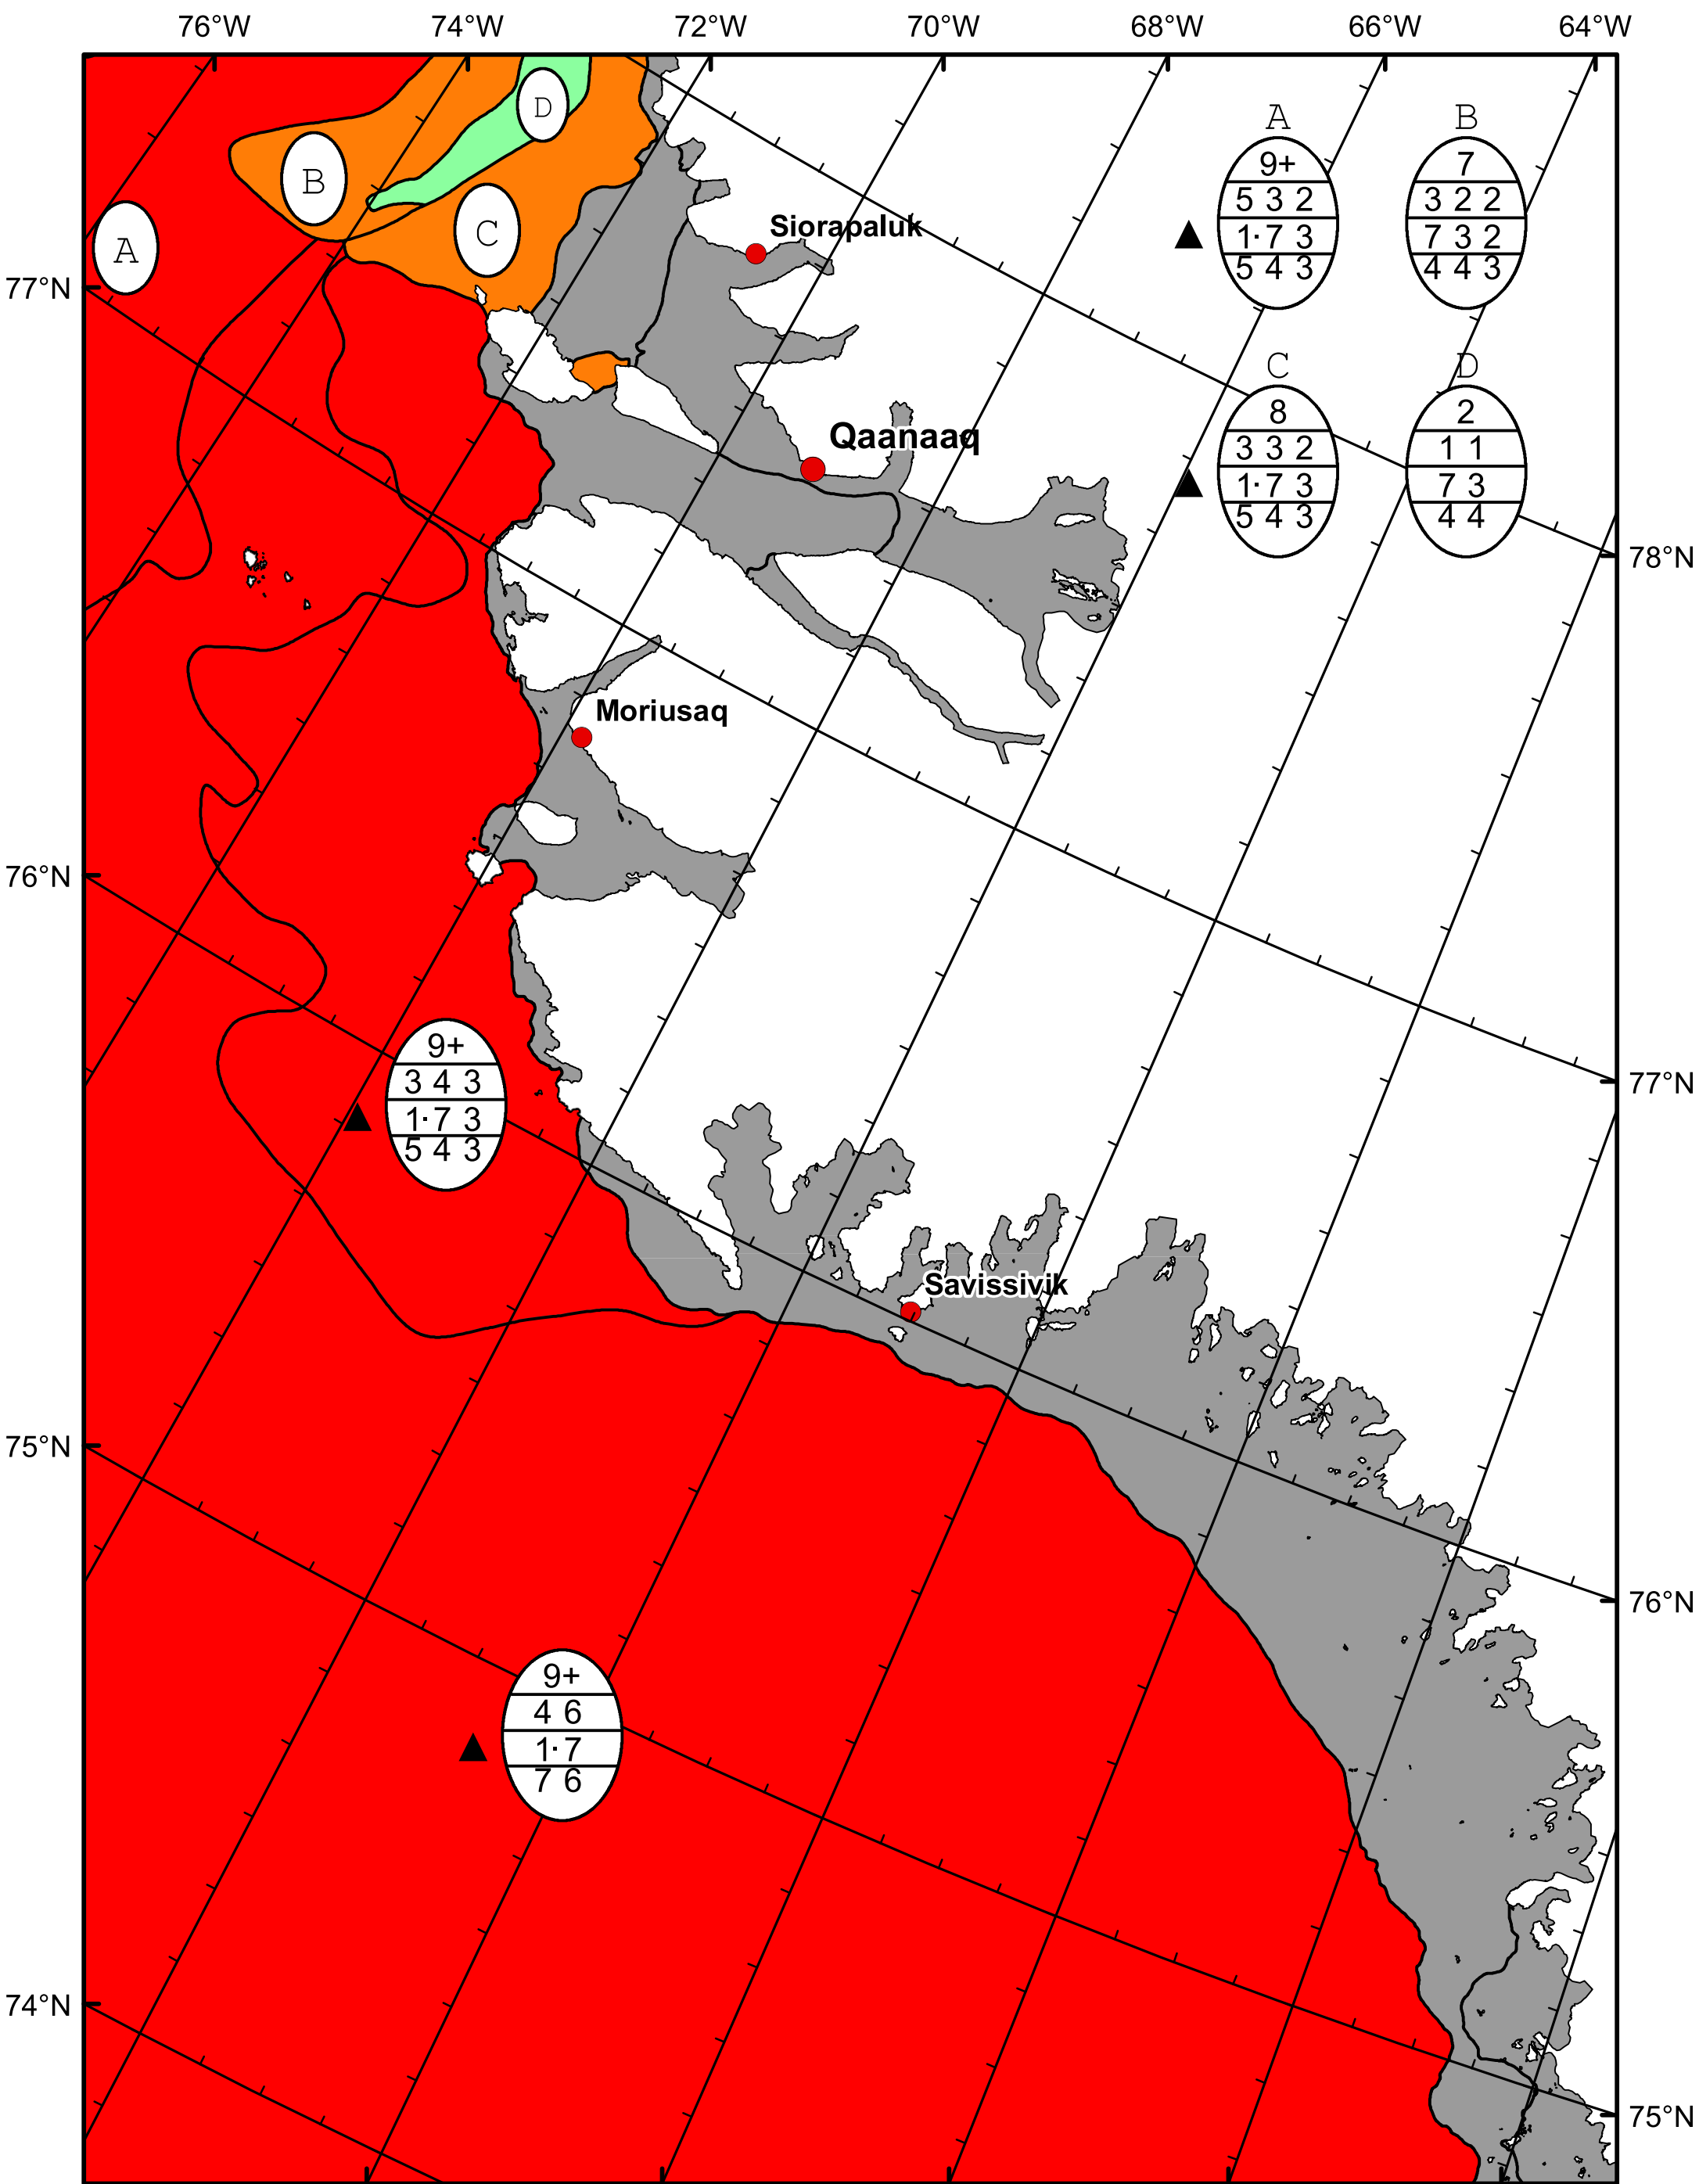 76°W 74°W 72°W 70°W 68°W 66°W 64°W
D
A B
9+ 7
5 3 2 3 2 2
1· 7 3 7 3 2
5 4 3 4 4 3
B
C
A
Siorapaluk
77°N
C D
8 2
3 3 2 1 1
1· 7 3 7 3
5 4 3 4 4
Qaanaaq
78°N
Moriusaq
76°N
9+
3 4 3
1· 7 3
5 4 3
77°N
Savissivik
75°N
76°N
9+
4 6
1· 7
7 6
74°N
75°N